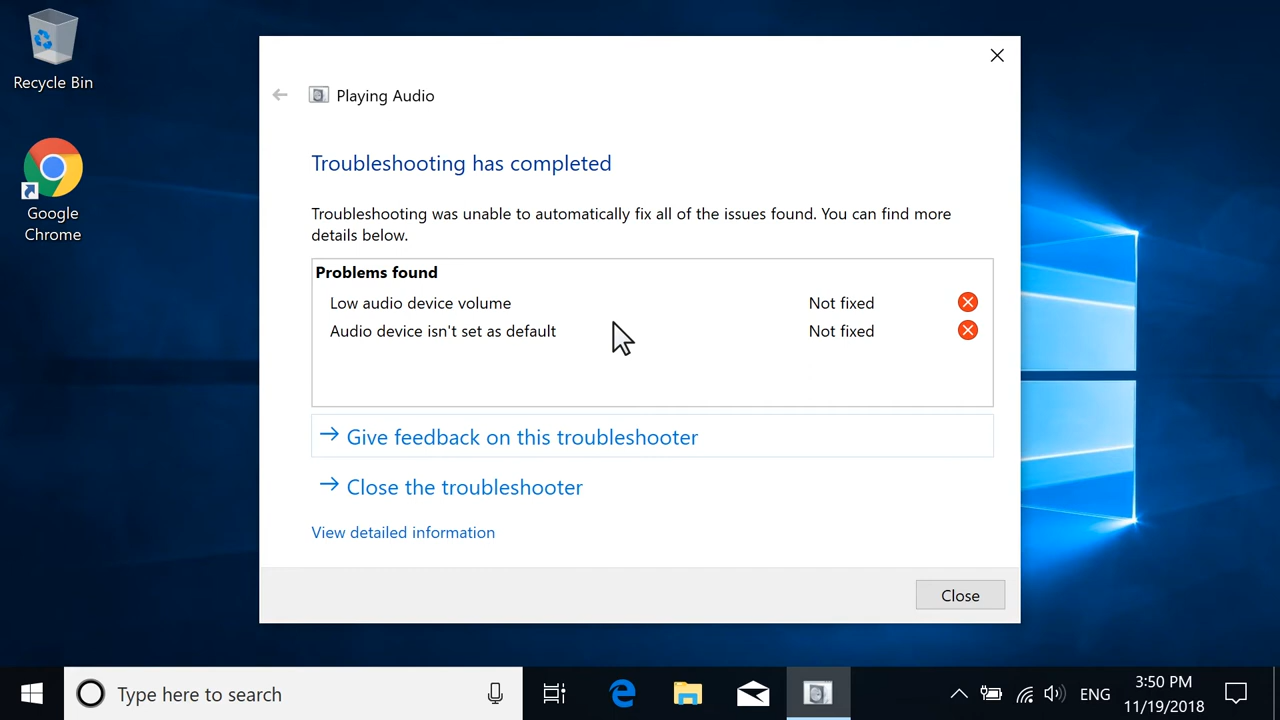 Recycle Bin
Google
Chrome
Playing Audio
Troubleshooting has completed
Troubleshooting was unable to automatically fix all of the issues found. You can find more
details below.
Problems found
Low audio device volume Not fixed
Audio device isn't set as default Not fixed
Give feedback on this troubleshooter
Close the troubleshooter
View detailed information
Close
Type here to search
ENG
3:50 PM
11/19/2018